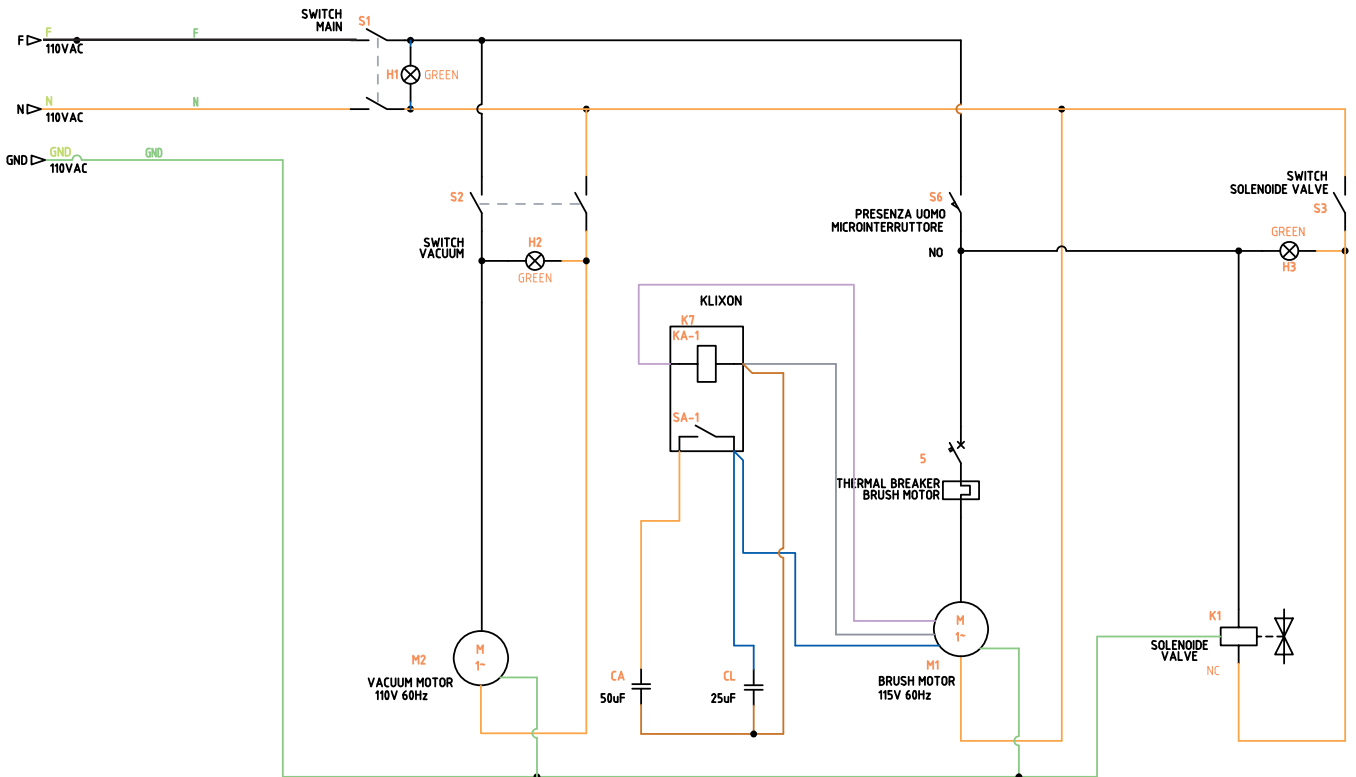 SWITCH
MAIN
S1
F
F
110VAC
F
H1
GREEN
N
N
110VAC
N
GND
GND
110VAC
GND
S2
SWITCH
VACUUM
H2
GREEN
S6
PRESENZA UOMO
MICROINTERRUTTORE
NO
SWITCH
SOLENOIDE VALVE
S3
GREEN
H3
KLIXON
K7
KA-1
SA-1
S
THERMAL BREAKER
BRUSH MOTOR
M
1~
M2
VACUUM MOTOR
110V 60Hz
CA
50uF
CL
25uF
M
1~
M1
BRUSH MOTOR
115V 60Hz
K1
SOLENOIDE
VALVE
NC